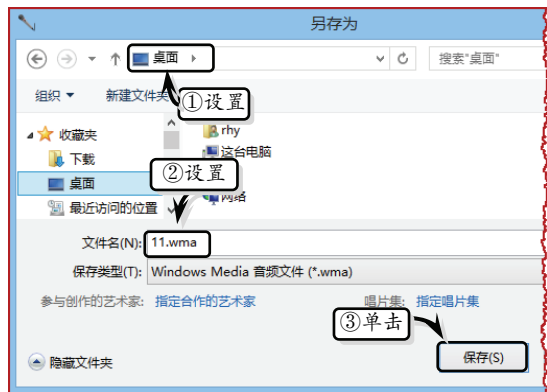 另存为
桌面
搜索"桌面"
①设置
组织 新建文件夹
收藏夹
下载
桌面
最近访问的位置
rhy
这台电脑
网络
②设置
文件名(N): 11.wma
保存类型(T): Windows Media 音频文件 (*.wma)
参与创作的艺术家: 指定合作的艺术家 唱片集: 指定唱片集
③单击
隐藏文件夹 保存(S)